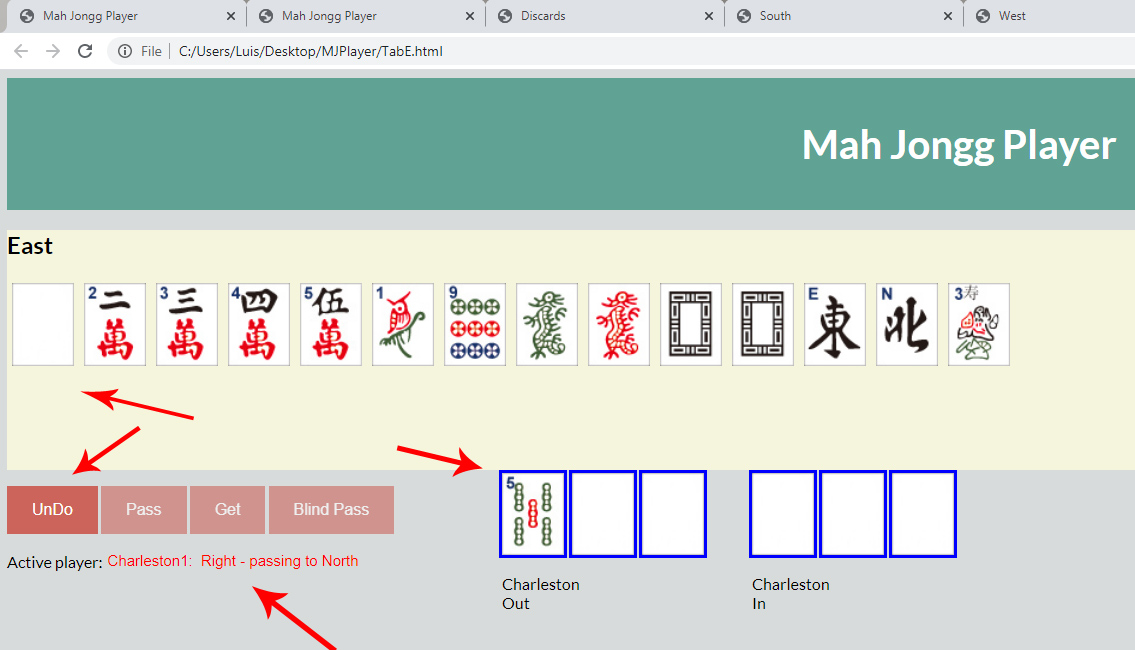 Mah Jongg Player
Mah Jongg Player
Discards
South
West
File
C:/Users/Luis/Desktop/MJPlayer/TabE.html
Mah Jongg Player
East
2 二 萬
3 三 萬
4 四 萬
5 伍 萬
1
9
E 東
N 北
3 寿
5
UnDo
Pass
Get
Blind Pass
Active player: Charleston1: Right - passing to North
Charleston
Out
Charleston
In